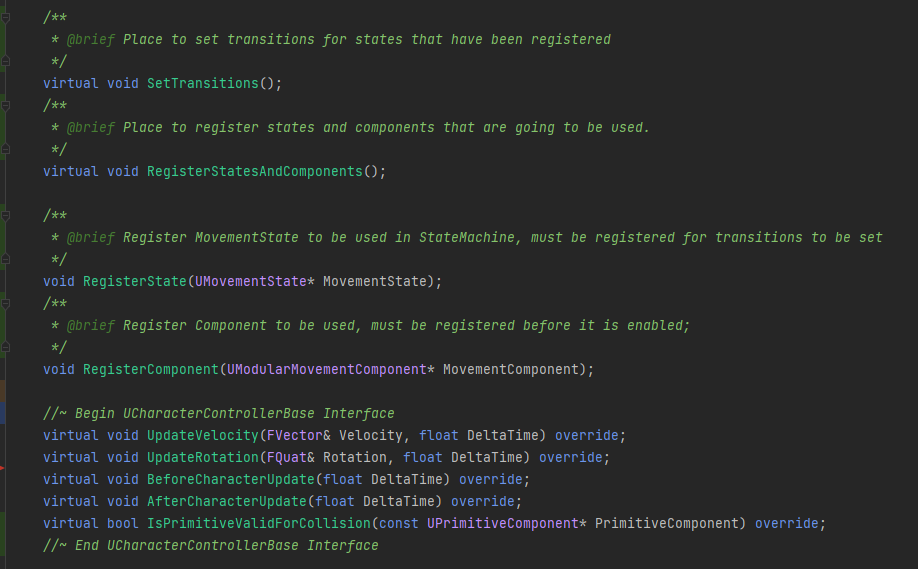 /**
 * @brief Place to set transitions for states that have been registered
 */
virtual void SetTransitions();
/**
 * @brief Place to register states and components that are going to be used.
 */
virtual void RegisterStatesAndComponents();
/**
 * @brief Register MovementState to be used in StateMachine, must be registered for transitions to be set
 */
void RegisterState(UMovementState* MovementState);
/**
 * @brief Register Component to be used, must be registered before it is enabled;
 */
void RegisterComponent(UModularMovementComponent* MovementComponent);
//~ Begin UCharacterControllerBase Interface
virtual void UpdateVelocity(FVector& Velocity, float DeltaTime) override;
virtual void UpdateRotation(FQuat& Rotation, float DeltaTime) override;
virtual void BeforeCharacterUpdate(float DeltaTime) override;
virtual void AfterCharacterUpdate(float DeltaTime) override;
virtual bool IsPrimitiveValidForCollision(const UPrimitiveComponent* PrimitiveComponent) override;
//~ End UCharacterControllerBase Interface